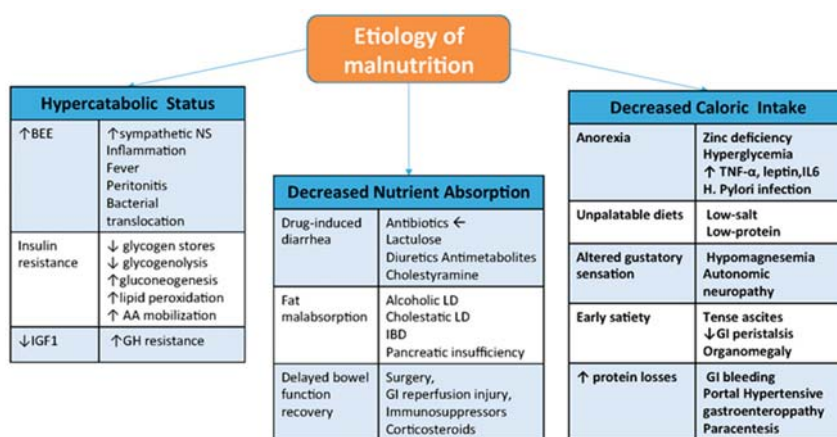 Etiology of
malnutrition
Hypercatabolic Status
↑BEE
↑sympathetic NS
Inflammation
Fever
Peritonitis
Bacterial
translocation
Insulin
resistance
↓ glycogen stores
↓ glycogenolysis
↑gluconeogenesis
↑lipid peroxidation
↑ AA mobilization
↓IGF1
↑GH resistance
Decreased Nutrient Absorption
Drug-induced
diarrhea
Antibiotics ←
Lactulose
Diuretics Antimetabolites
Cholestyramine
Fat
malabsorption
Alcoholic LD
Cholestatic LD
IBD
Pancreatic insufficiency
Delayed bowel
function
recovery
Surgery,
GI reperfusion injury,
Immunosuppressors
Corticosteroids
Decreased Caloric Intake
Anorexia
Zinc deficiency
Hyperglycemia
↑ TNF-α, leptin,IL6
H. Pylori infection
Unpalatable diets
Low-salt
Low-protein
Altered gustatory
sensation
Hypomagnesemia
Autonomic
neuropathy
Early satiety
Tense ascites
↓GI peristalsis
Organomegaly
↑ protein losses
GI bleeding
Portal Hypertensive
gastroenteroppathy
Paracentesis